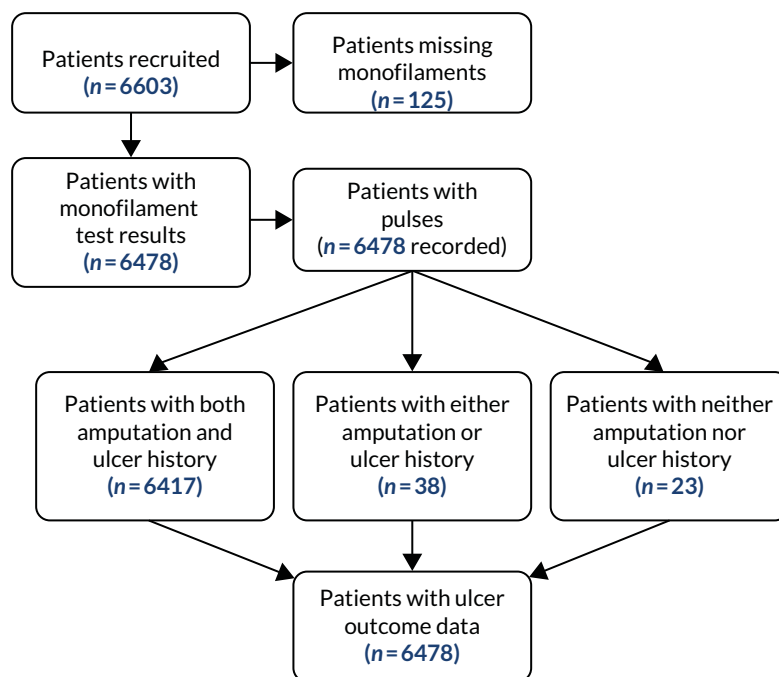 Patients recruited
(n=6603)
Patients missing
monofilaments
(n=125)
Patients with
monofilament
test results
(n=6478)
Patients with
pulses
(n=6478 recorded)
Patients with both
amputation and
ulcer history
(n=6417)
Patients with either
amputation or
ulcer history
(n=38)
Patients with neither
amputation nor
ulcer history
(n=23)
Patients with ulcer
outcome data
(n=6478)